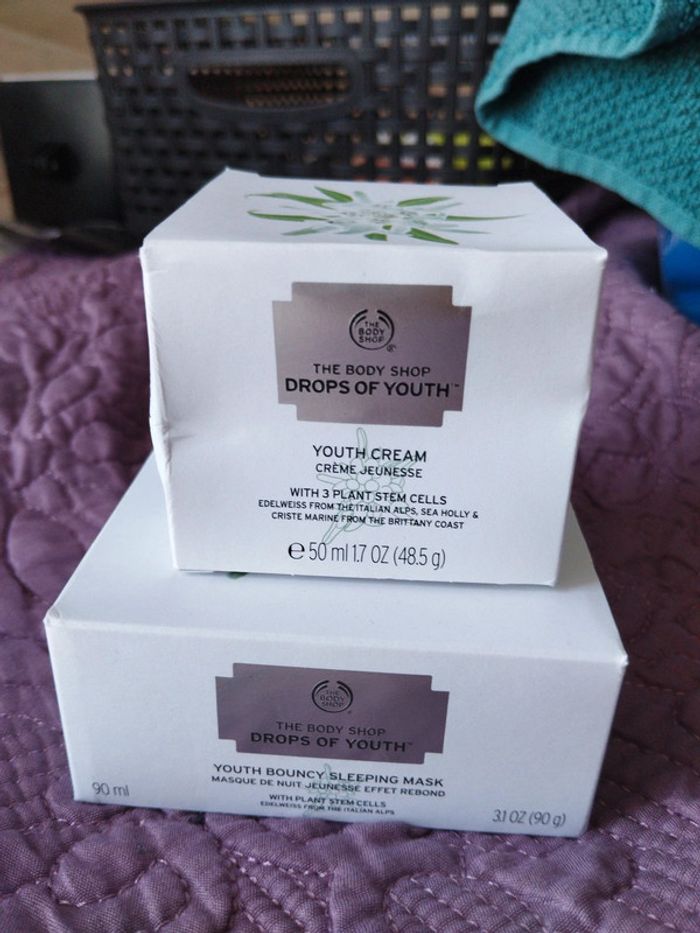 THE
BODY
SHOP
®
THE BODY SHOP
DROPS OF YOUTH™
YOUTH CREAM
CRÈME JEUNESSE
WITH 3 PLANT STEM CELLS
EDELWEISS FROM THE ITALIAN ALPS, SEA HOLLY &
CRISTE MARINE FROM THE BRITTANY COAST
℮ 50 ml 1.7 OZ (48.5 g)
THE
BODY
SHOP
THE BODY SHOP
DROPS OF YOUTH™
YOUTH BOUNCY SLEEPING MASK
MASQUE DE NUIT JEUNESSE EFFET REBOND
WITH PLANT STEM CELLS
EDELWEISS FROM THE ITALIAN ALPS
90 ml
3.1 OZ (90 g)